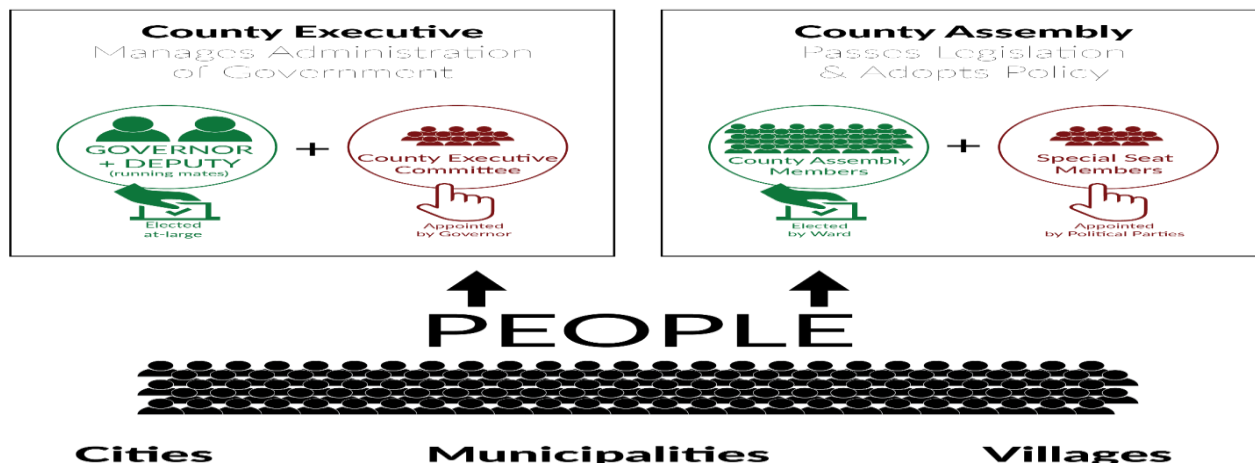 County Executive
Manages Administration
of Government
GOVERNOR
+ DEPUTY
(running mates)
Elected
at-large
+
County Executive
Committee
Appointed
by Governor
County Assembly
Passes Legislation
& Adopts Policy
County Assembly
Members
Elected
by Ward
+
Special Seat
Members
Appointed
by Political Parties
PEOPLE
Cities
Municipalities
Villages